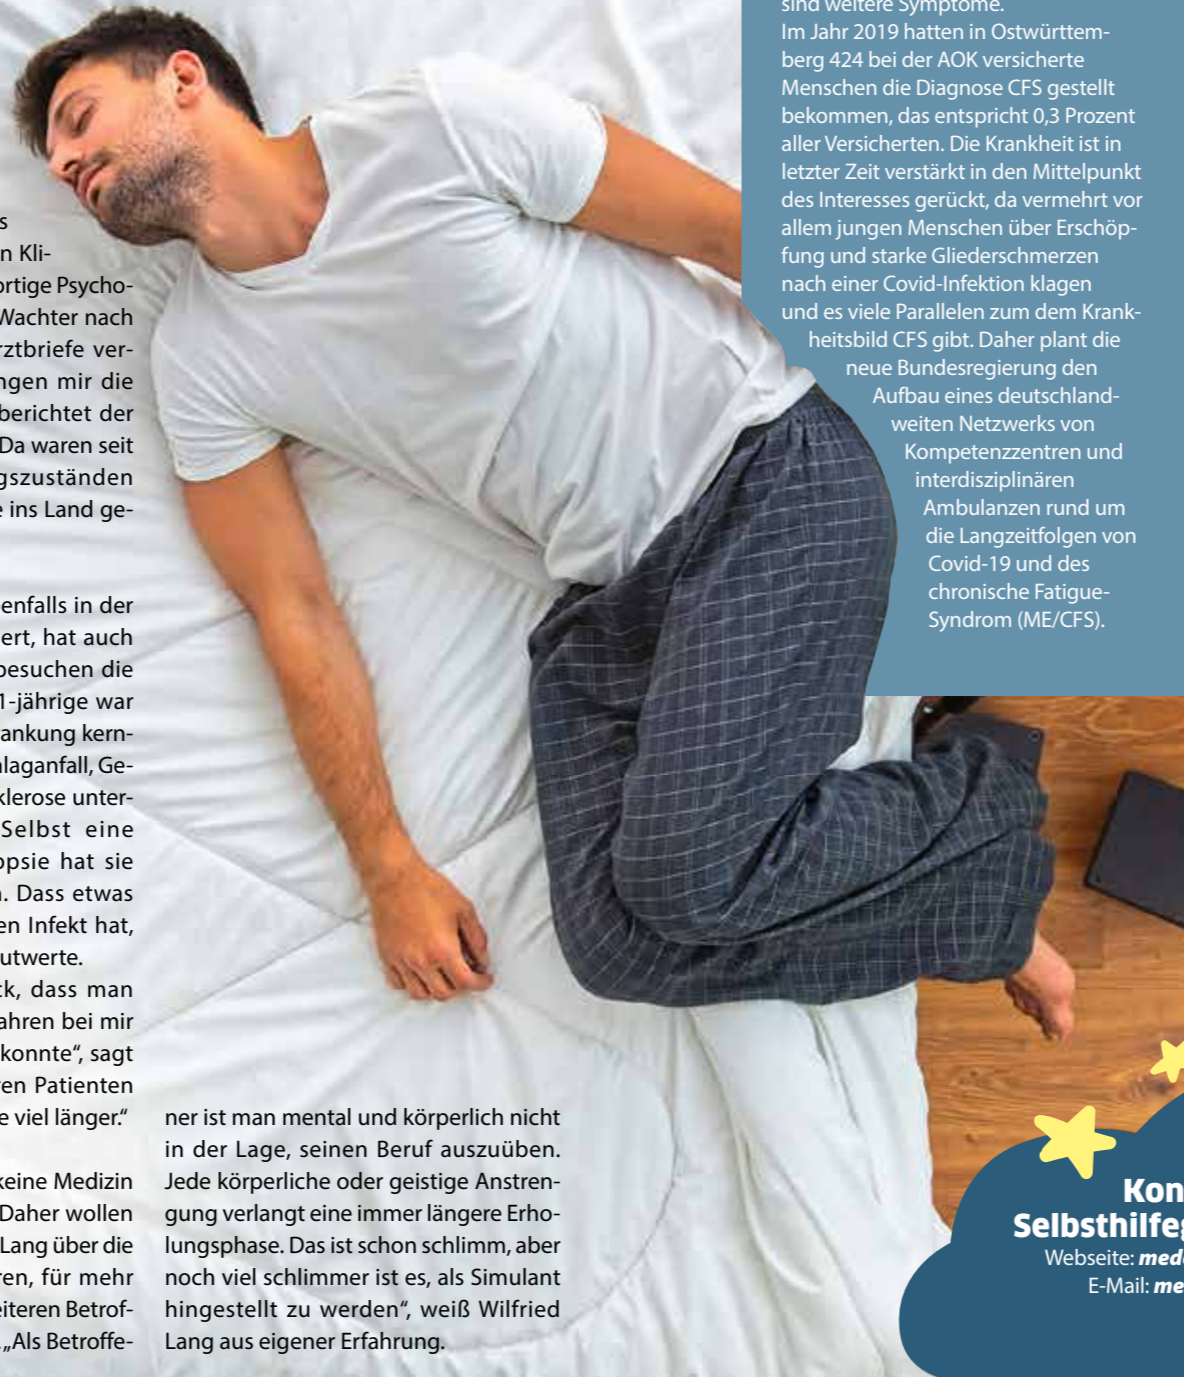 s
n Kli-
ortige Psycho-
Wachter nach
rztbriefe ver-
ngen mir die
berichtet der
Da waren seit
gszuständen
e ins Land ge-
enfalls in der
ert, hat auch
besuchen die
1-jährige war
ankung kern-
laganfall, Ge-
klerose unter-
Selbst eine
opsie hat sie
. Dass etwas
en Infekt hat,
utwerte.
ck, dass man
ahren bei mir
konnte“, sagt
ren Patienten
e viel länger.“
keine Medizin
Daher wollen
Lang über die
ren, für mehr
eiteren Betrof-
„Als Betroffe-
ner ist man mental und körperlich nicht
in der Lage, seinen Beruf auszuüben.
Jede körperliche oder geistige Anstren-
gung verlangt eine immer längere Erho-
lungsphase. Das ist schon schlimm, aber
noch viel schlimmer ist es, als Simulant
hingestellt zu werden“, weiß Wilfried
Lang aus eigener Erfahrung.
sind weitere Symptome.
Im Jahr 2019 hatten in Ostwürttem-
berg 424 bei der AOK versicherte
Menschen die Diagnose CFS gestellt
bekommen, das entspricht 0,3 Prozent
aller Versicherten. Die Krankheit ist in
letzter Zeit verstärkt in den Mittelpunkt
des Interesses gerückt, da vermehrt vor
allem jungen Menschen über Erschöp-
fung und starke Gliederschmerzen
nach einer Covid-Infektion klagen
und es viele Parallelen zum dem Krank-
heitsbild CFS gibt. Daher plant die
neue Bundesregierung den
Aufbau eines deutschland-
weiten Netzwerks von
Kompetenzzentren und
interdisziplinären
Ambulanzen rund um
die Langzeitfolgen von
Covid-19 und des
chronische Fatigue-
Syndrom (ME/CFS).
Kon
Selbsthilfe
Webseite: med
E-Mail: me